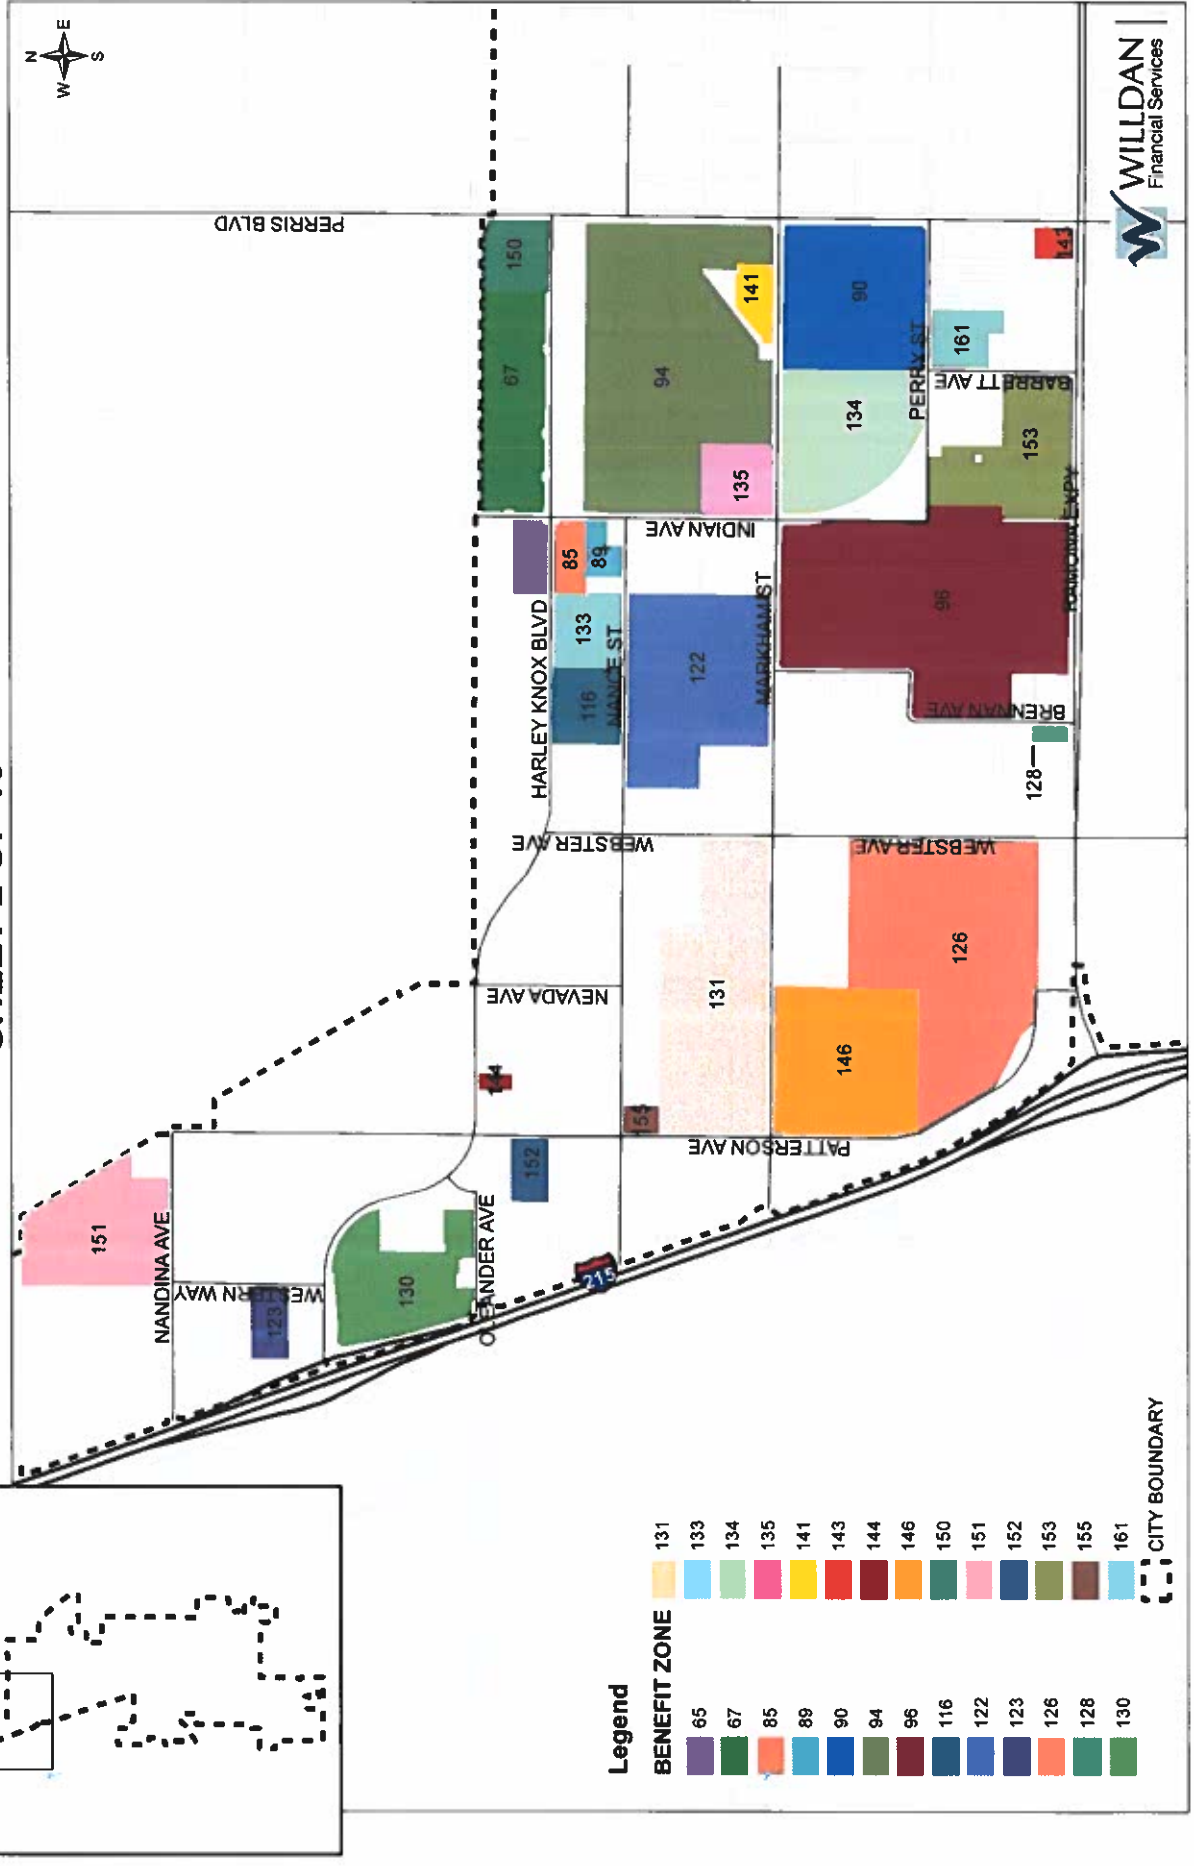 N
W
E
S
PERRIS BLVD
150
67
94
141
90
161
143
134
PERRY ST
BARRETT AVE
135
153
INDIAN AVE
RAMONA EXPY
85
89
96
HARLEY KNOX BLVD
133
NANCE ST
122
MARKHAM ST
116
BRENNAN AVE
128
WEBSTER AVE
WEBSTER AVE
126
NEVADA AVE
131
146
144
155
PATTERSON AVE
152
151
NANDINA AVE
WESTERN WAY
123
130
OLEANDER AVE
215
WILLDAN
Financial Services
Legend
BENEFIT ZONE
65
67
85
89
90
94
96
116
122
123
126
128
130
131
133
134
135
141
143
144
146
150
151
152
153
155
161
CITY BOUNDARY